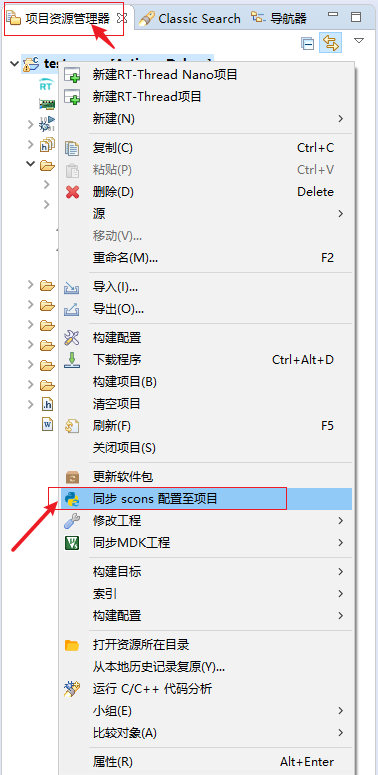 项目资源管理器 Classic Search 导航器
RT
新建RT-Thread Nano项目
新建RT-Thread项目
新建(N)
复制(C) Ctrl+C
粘贴(P) Ctrl+V
删除(D) Delete
源
移动(V)...
重命名(M)... F2
导入(I)...
导出(O)...
构建配置
下载程序 Ctrl+Alt+D
构建项目(B)
清空项目
刷新(F) F5
关闭项目(S)
更新软件包
同步 scons 配置至项目
修改工程
同步MDK工程
构建目标
索引
构建配置
打开资源所在目录
从本地历史记录复原(Y)...
运行 C/C++ 代码分析
小组(E)
比较对象(A)
属性(R) Alt+Enter